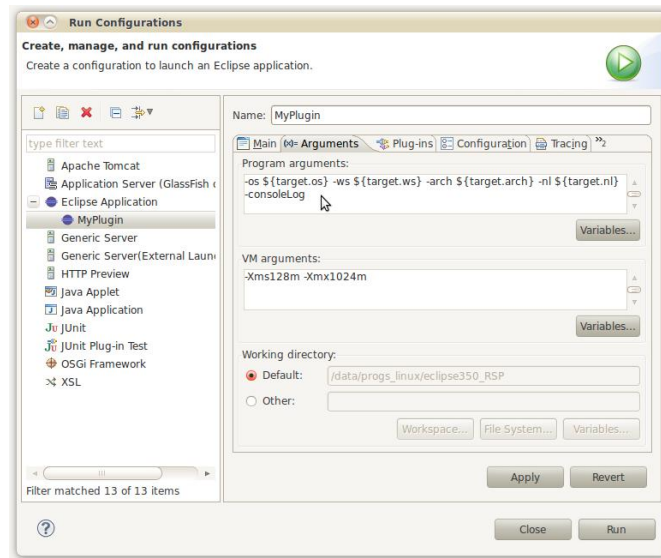 Run Configurations
Create, manage, and run configurations
Create a configuration to launch an Eclipse application.
type filter text
Apache Tomcat
Application Server (GlassFish
Eclipse Application
MyPlugin
Generic Server
Generic Server(External Laun
HTTP Preview
Java Applet
Java Application
Ju JUnit
JUnit Plug-in Test
OSGi Framework
XSL
Filter matched 13 of 13 items
Name: MyPlugin
Main (x)= Arguments Plug-ins Configuration Tracing »2
Program arguments:
-os ${target.os} -ws ${target.ws} -arch ${target.arch} -nl ${target.nl}
-consoleLog
Variables...
VM arguments:
-Xms128m -Xmx1024m
Variables...
Working directory:
Default: /data/progs_linux/eclipse350_RSP
Other:
Workspace... File System... Variables...
Apply Revert
? Close Run